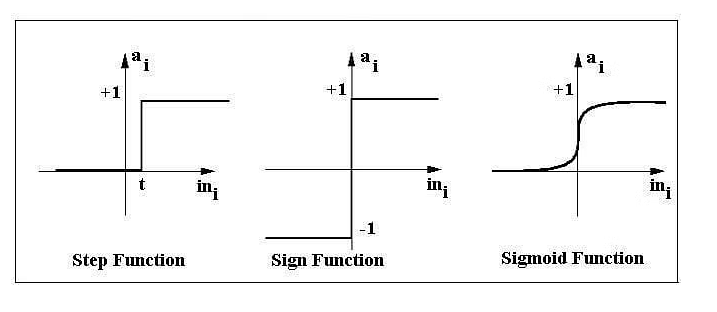 a i
+1
t
in i
Step Function
a i
+1
in i
-1
Sign Function
a i
+1
in i
Sigmoid Function